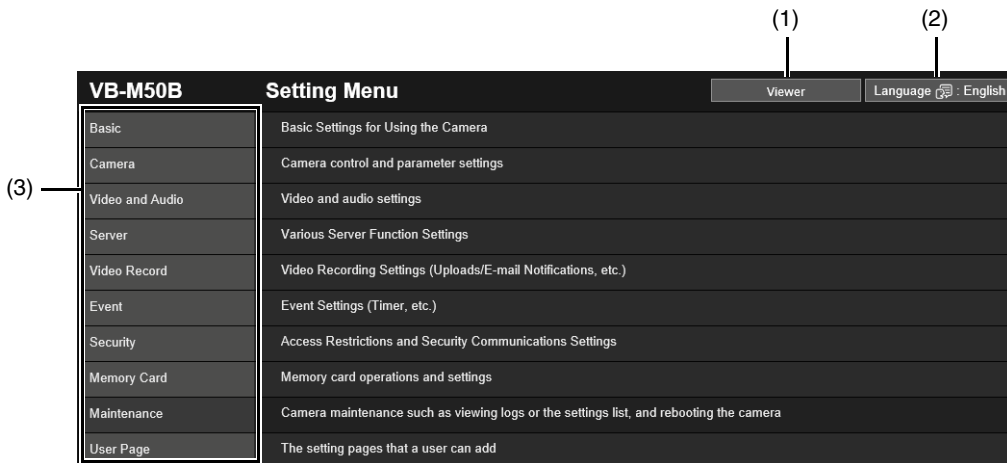 (1) (2)
VB-M50B Setting Menu Viewer Language : English
Basic Basic Settings for Using the Camera
Camera Camera control and parameter settings
(3)
Video and Audio Video and audio settings
Server Various Server Function Settings
Video Record Video Recording Settings (Uploads/E-mail Notifications, etc.)
Event Event Settings (Timer, etc.)
Security Access Restrictions and Security Communications Settings
Memory Card Memory card operations and settings
Maintenance Camera maintenance such as viewing logs or the settings list, and rebooting the camera
User Page The setting pages that a user can add